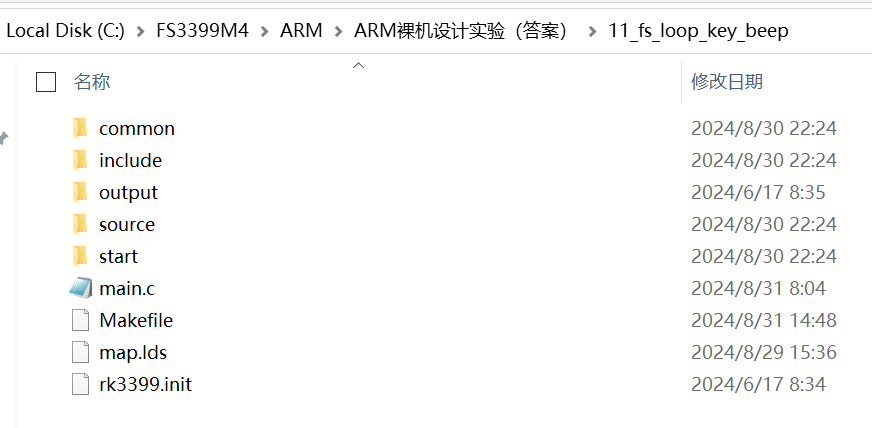 Local Disk (C:) > FS3399M4 > ARM > ARM裸机设计实验（答案） > 11_fs_loop_key_beep
名称 修改日期
common 2024/8/30 22:24
include 2024/8/30 22:24
output 2024/6/17 8:35
source 2024/8/30 22:24
start 2024/8/30 22:24
main.c 2024/8/31 8:04
Makefile 2024/8/31 14:48
map.lds 2024/8/29 15:36
rk3399.init 2024/6/17 8:34